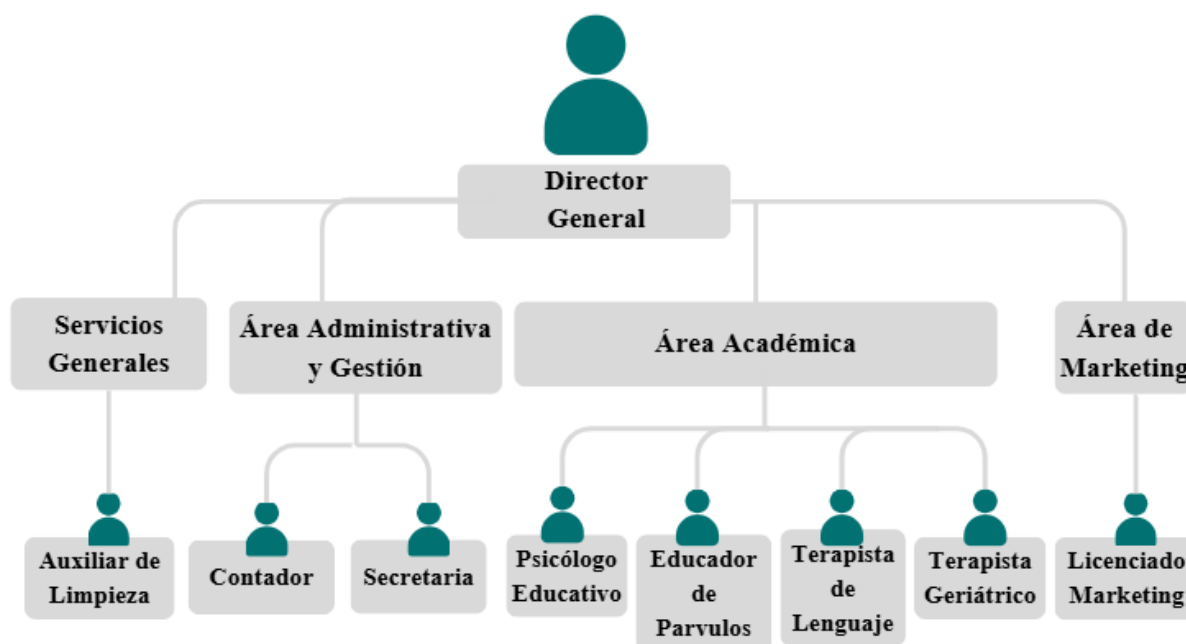 Director
General
Servicios
Generales
Área Administrativa
y Gestión
Área Académica
Área de
Marketing
Auxiliar de
Limpieza
Contador
Secretaria
Psicólogo
Educativo
Educador
de
Parvulos
Terapista
de
Lenguaje
Terapista
Geriátrico
Licenciado
Marketing